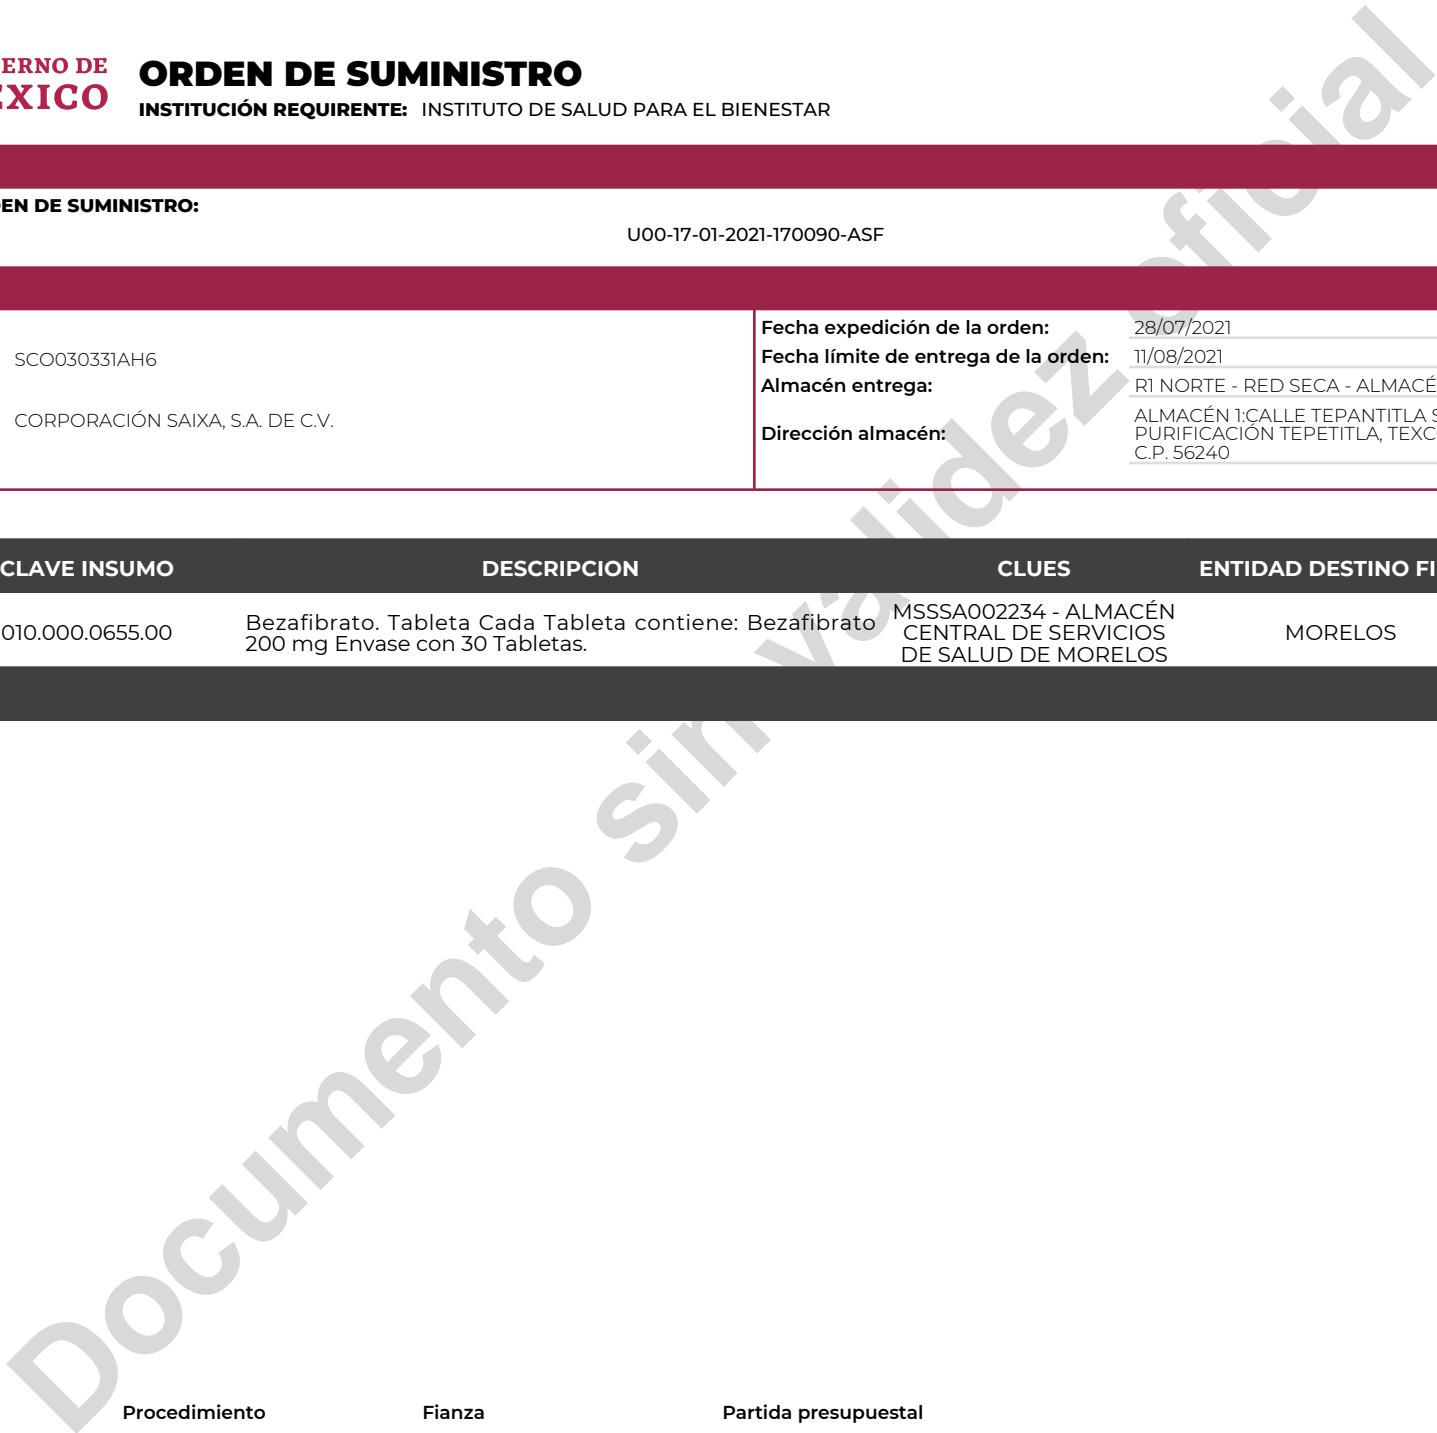 ERNO DE
EXICO
ORDEN DE SUMINISTRO
INSTITUCIÓN REQUIRENTE: INSTITUTO DE SALUD PARA EL BIENESTAR
EN DE SUMINISTRO:
U00-17-01-2021-170090-ASF
SCO030331AH6
CORPORACIÓN SAIXA, S.A. DE C.V.
Fecha expedición de la orden: 28/07/2021
Fecha límite de entrega de la orden: 11/08/2021
Almacén entrega: R1 NORTE - RED SECA - ALMACÉ
Dirección almacén:
ALMACÉN 1:CALLE TEPANTITLA S
PURIFICACIÓN TEPETITLA, TEXC
C.P. 56240
CLAVE INSUMO DESCRIPCION CLUES ENTIDAD DESTINO FI
010.000.0655.00
Bezafibrato. Tableta Cada Tableta contiene: Bezafibrato
200 mg Envase con 30 Tabletas.
MSSSA002234 - ALMACÉN
CENTRAL DE SERVICIOS
DE SALUD DE MORELOS
MORELOS
Documento sin validez oficial
Procedimiento Fianza Partida presupuestal